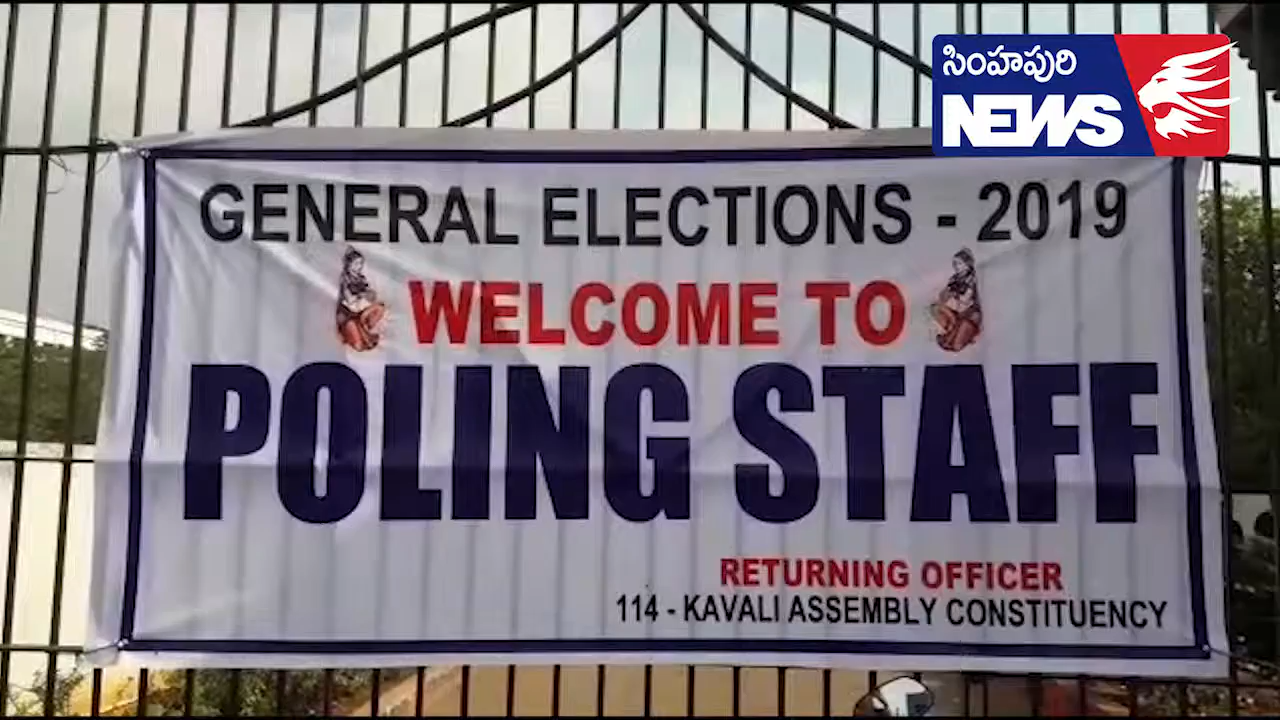 సింహపురి
NEWS
GENERAL ELECTIONS - 2019
WELCOME TO
POLING STAFF
RETURNING OFFICER
114 - KAVALI ASSEMBLY CONSTITUENCY